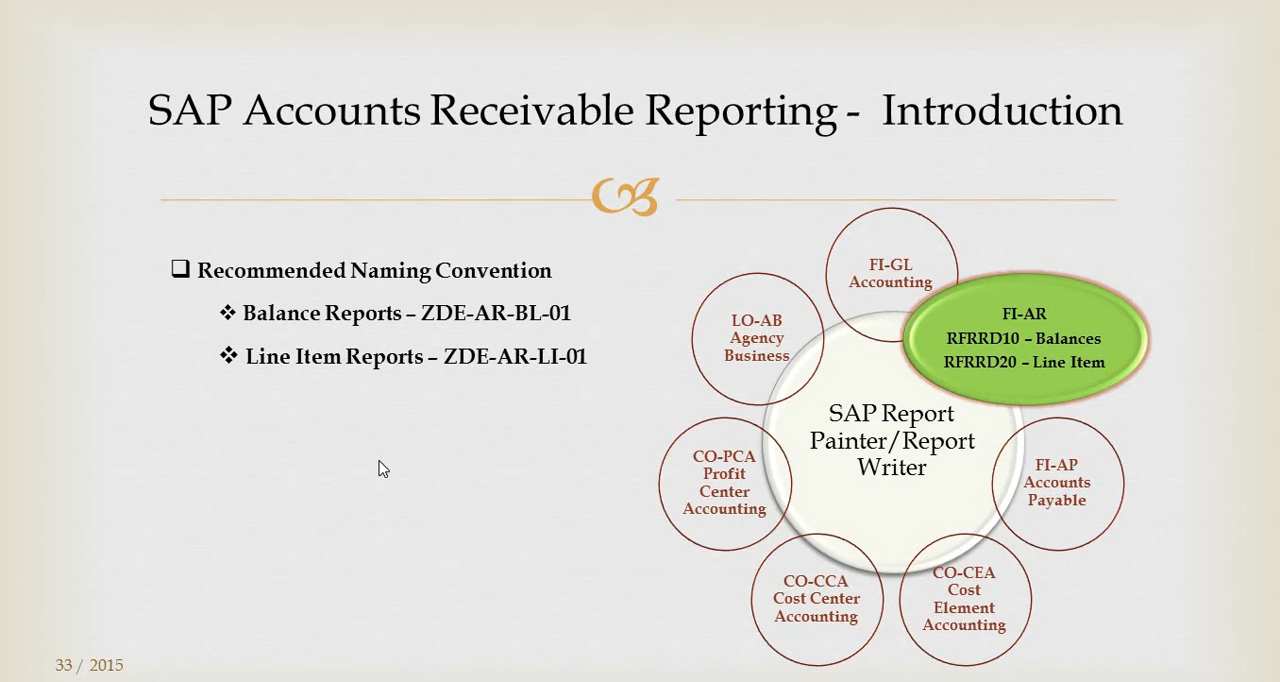 SAP Accounts Receivable Reporting - Introduction
❑ Recommended Naming Convention
❖ Balance Reports – ZDE-AR-BL-01
❖ Line Item Reports – ZDE-AR-LI-01
FI-GL
Accounting
FI-AR
RFRRD10 – Balances
RFRRD20 – Line Item
LO-AB
Agency
Business
SAP Report
Painter/Report
Writer
CO-PCA
Profit
Center
Accounting
FI-AP
Accounts
Payable
CO-CCA
Cost Center
Accounting
CO-CEA
Cost
Element
Accounting
33 / 2015